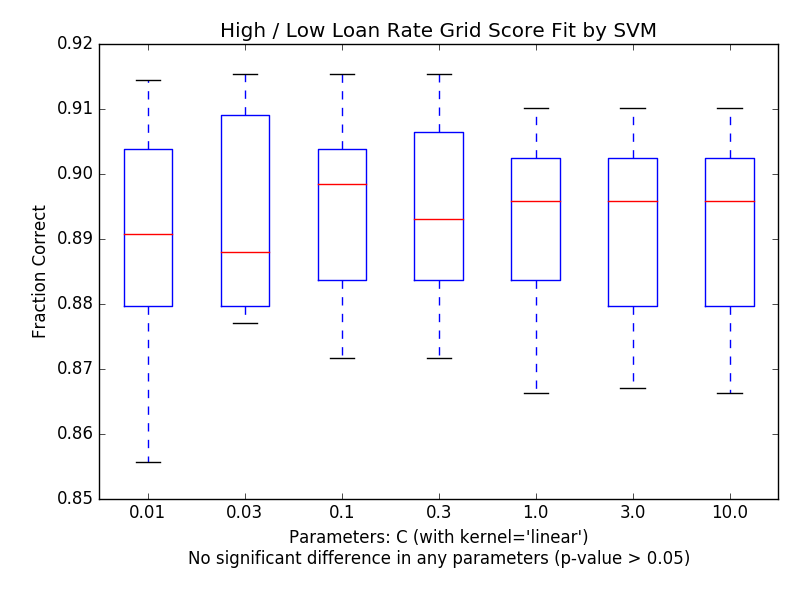 High / Low Loan Rate Grid Score Fit by SVM
0.92
0.91
0.90
0.89
0.88
0.87
0.86
0.85
Fraction Correct
0.01 0.03 0.1 0.3 1.0 3.0 10.0
Parameters: C (with kernel='linear')
No significant difference in any parameters (p-value > 0.05)